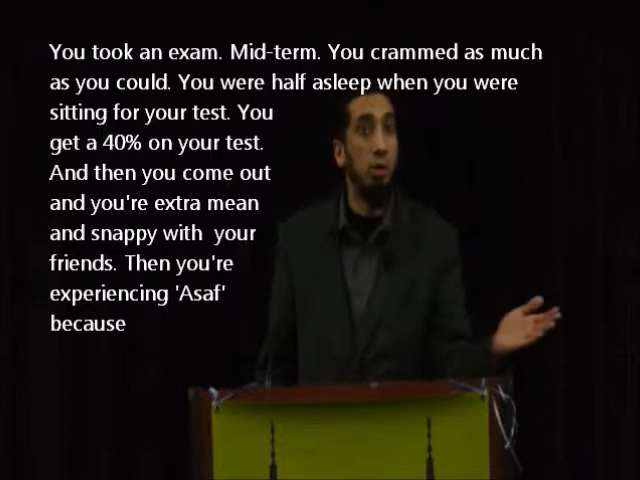 You took an exam. Mid-term. You crammed as much
as you could. You were half asleep when you were
sitting for your test. You
get a 40% on your test.
And then you come out
and you're extra mean
and snappy with  your
friends. Then you're
experiencing 'Asaf'
because